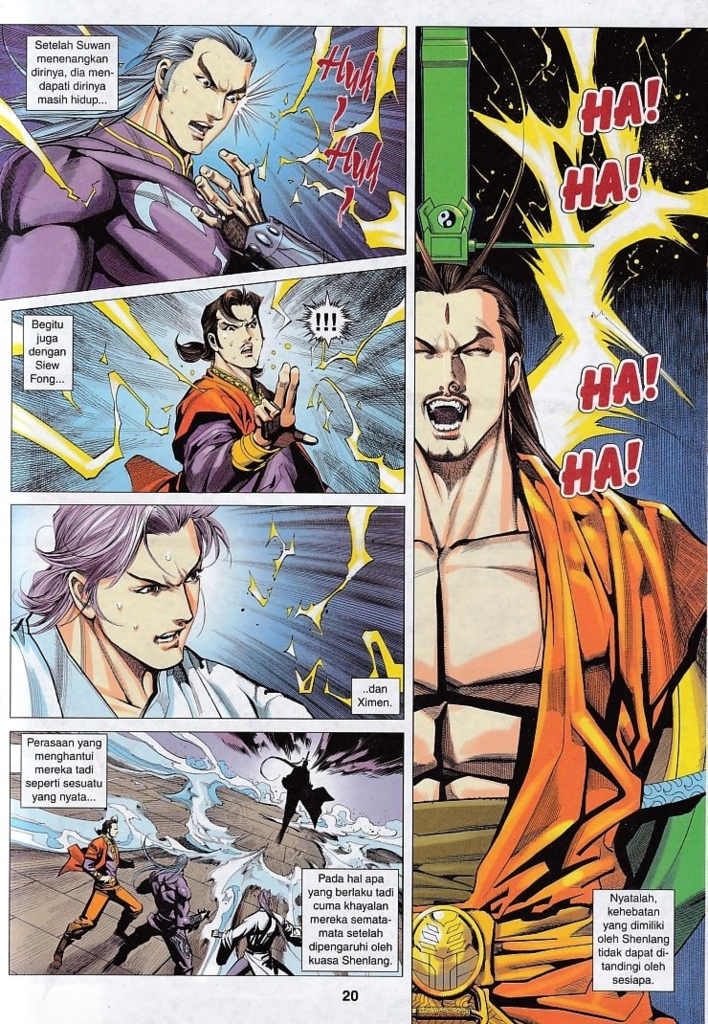 Setelah Suwan
menenangkan
dirinya, dia men-
dapati dirinya
masih hidup...
Huh
?
Huh
?
Begitu
juga
dengan
Siew
Fong...
!!!
..dan
Ximen.
Perasaan yang
menghantui
mereka tadi
seperti sesuatu
yang nyata...
Pada hal apa
yang berlaku tadi
cuma khayalan
mereka semata-
mata setelah
dipengaruhi oleh
kuasa Shenlang.
HA!
HA!
HA!
HA!
Nyatalah,
kehebatan
yang dimiliki
oleh Shenlang
tidak dapat di-
tandingi oleh
sesiapa.
20